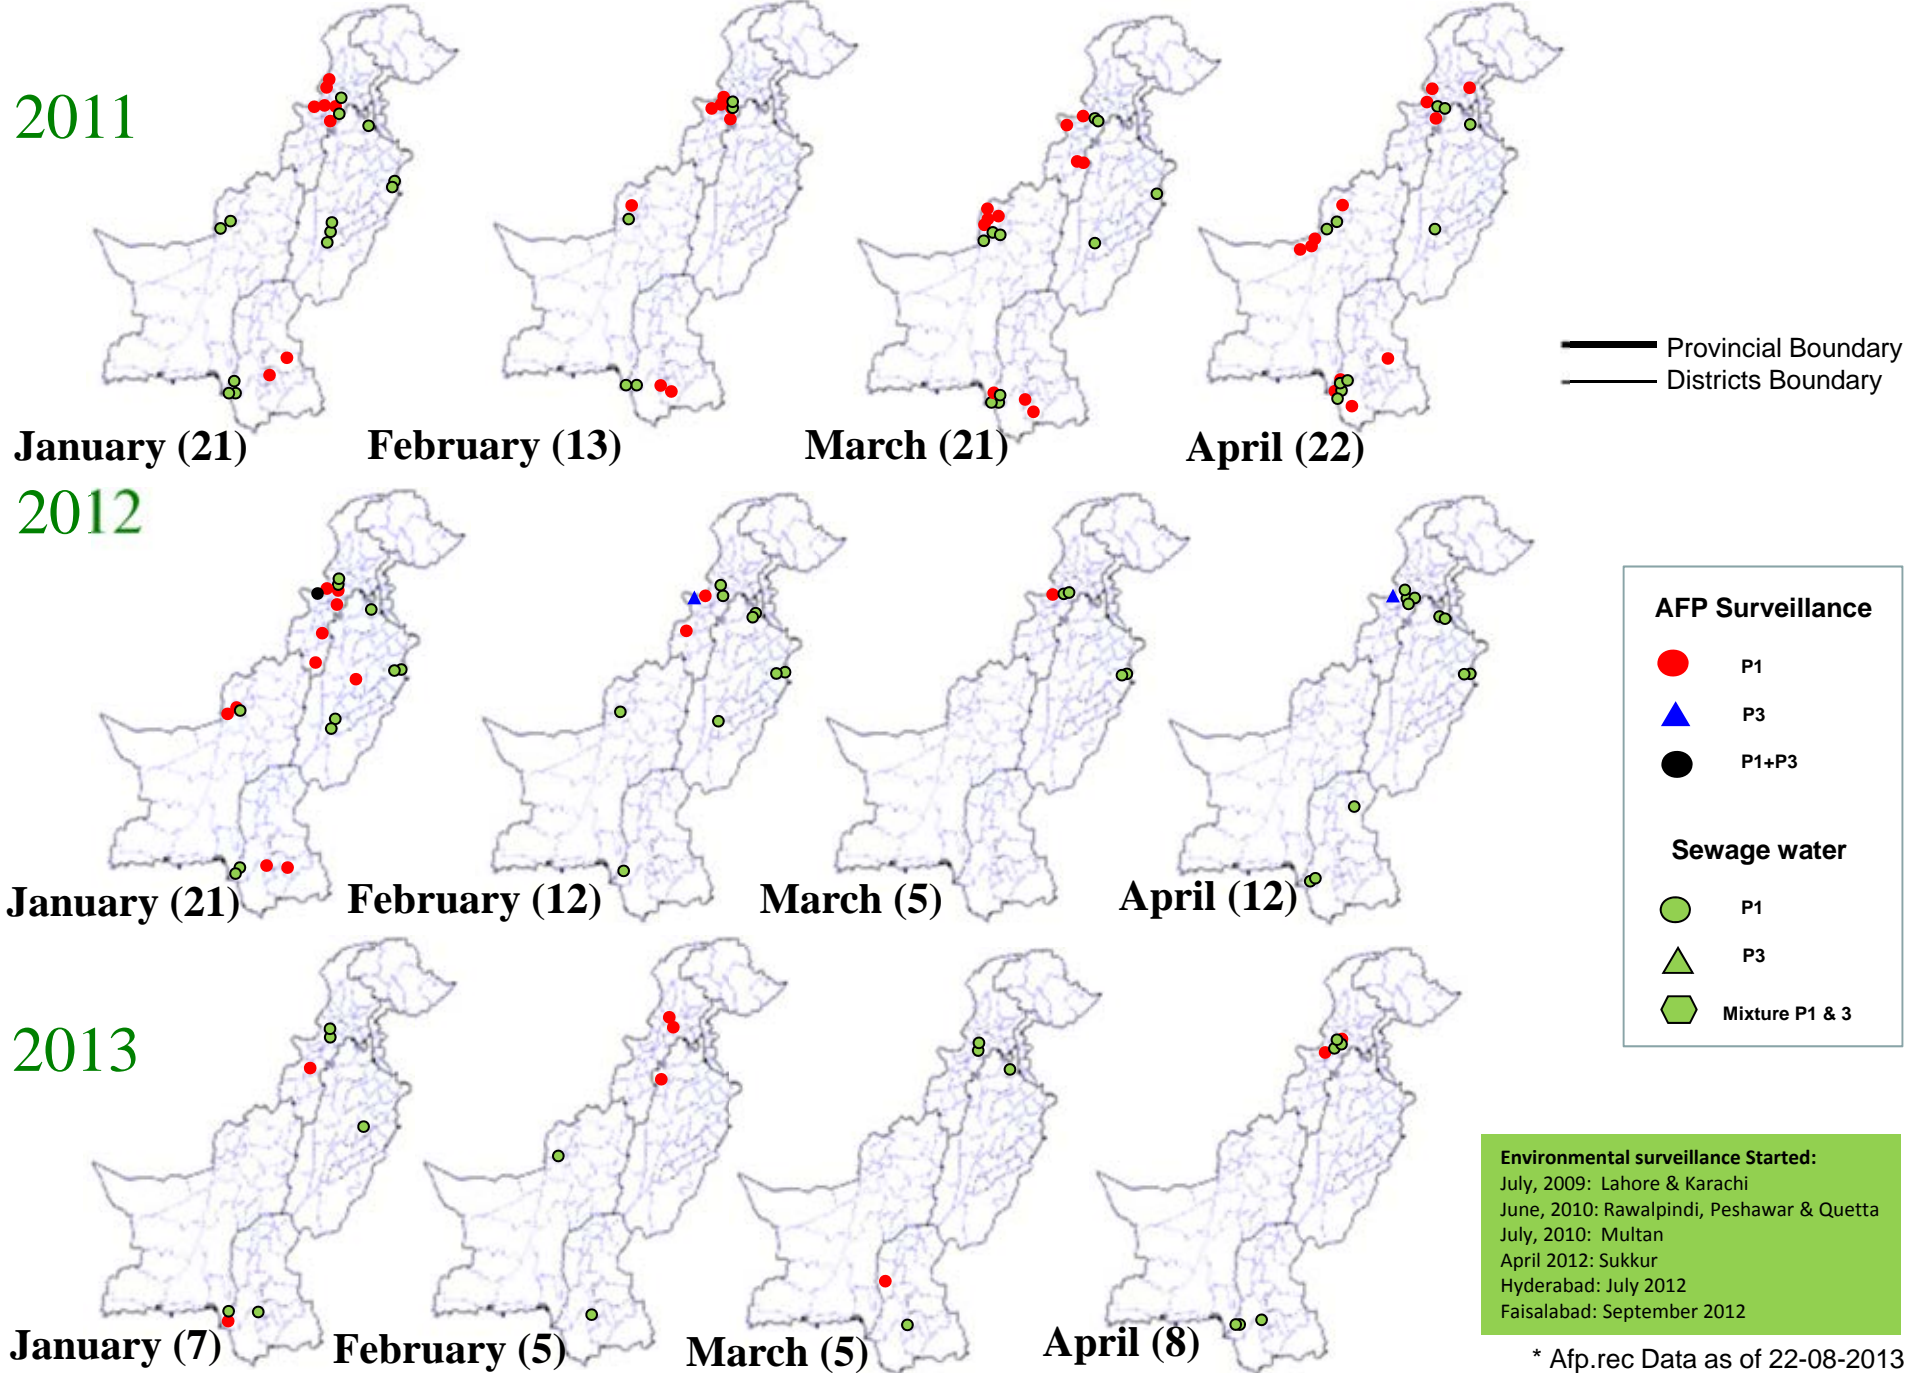 2011
January (21)
February (13)
March (21)
April (22)
Provincial Boundary
Districts Boundary
2012
January (21)
February (12)
March (5)
April (12)
AFP Surveillance
P1
P3
P1+P3
Sewage water
P1
P3
Mixture P1 & 3
2013
January (7)
February (5)
March (5)
April (8)
Environmental surveillance Started:
July, 2009: Lahore & Karachi
June, 2010: Rawalpindi, Peshawar & Quetta
July, 2010: Multan
April 2012: Sukkur
Hyderabad: July 2012
Faisalabad: September 2012
* Afp.rec Data as of 22-08-2013